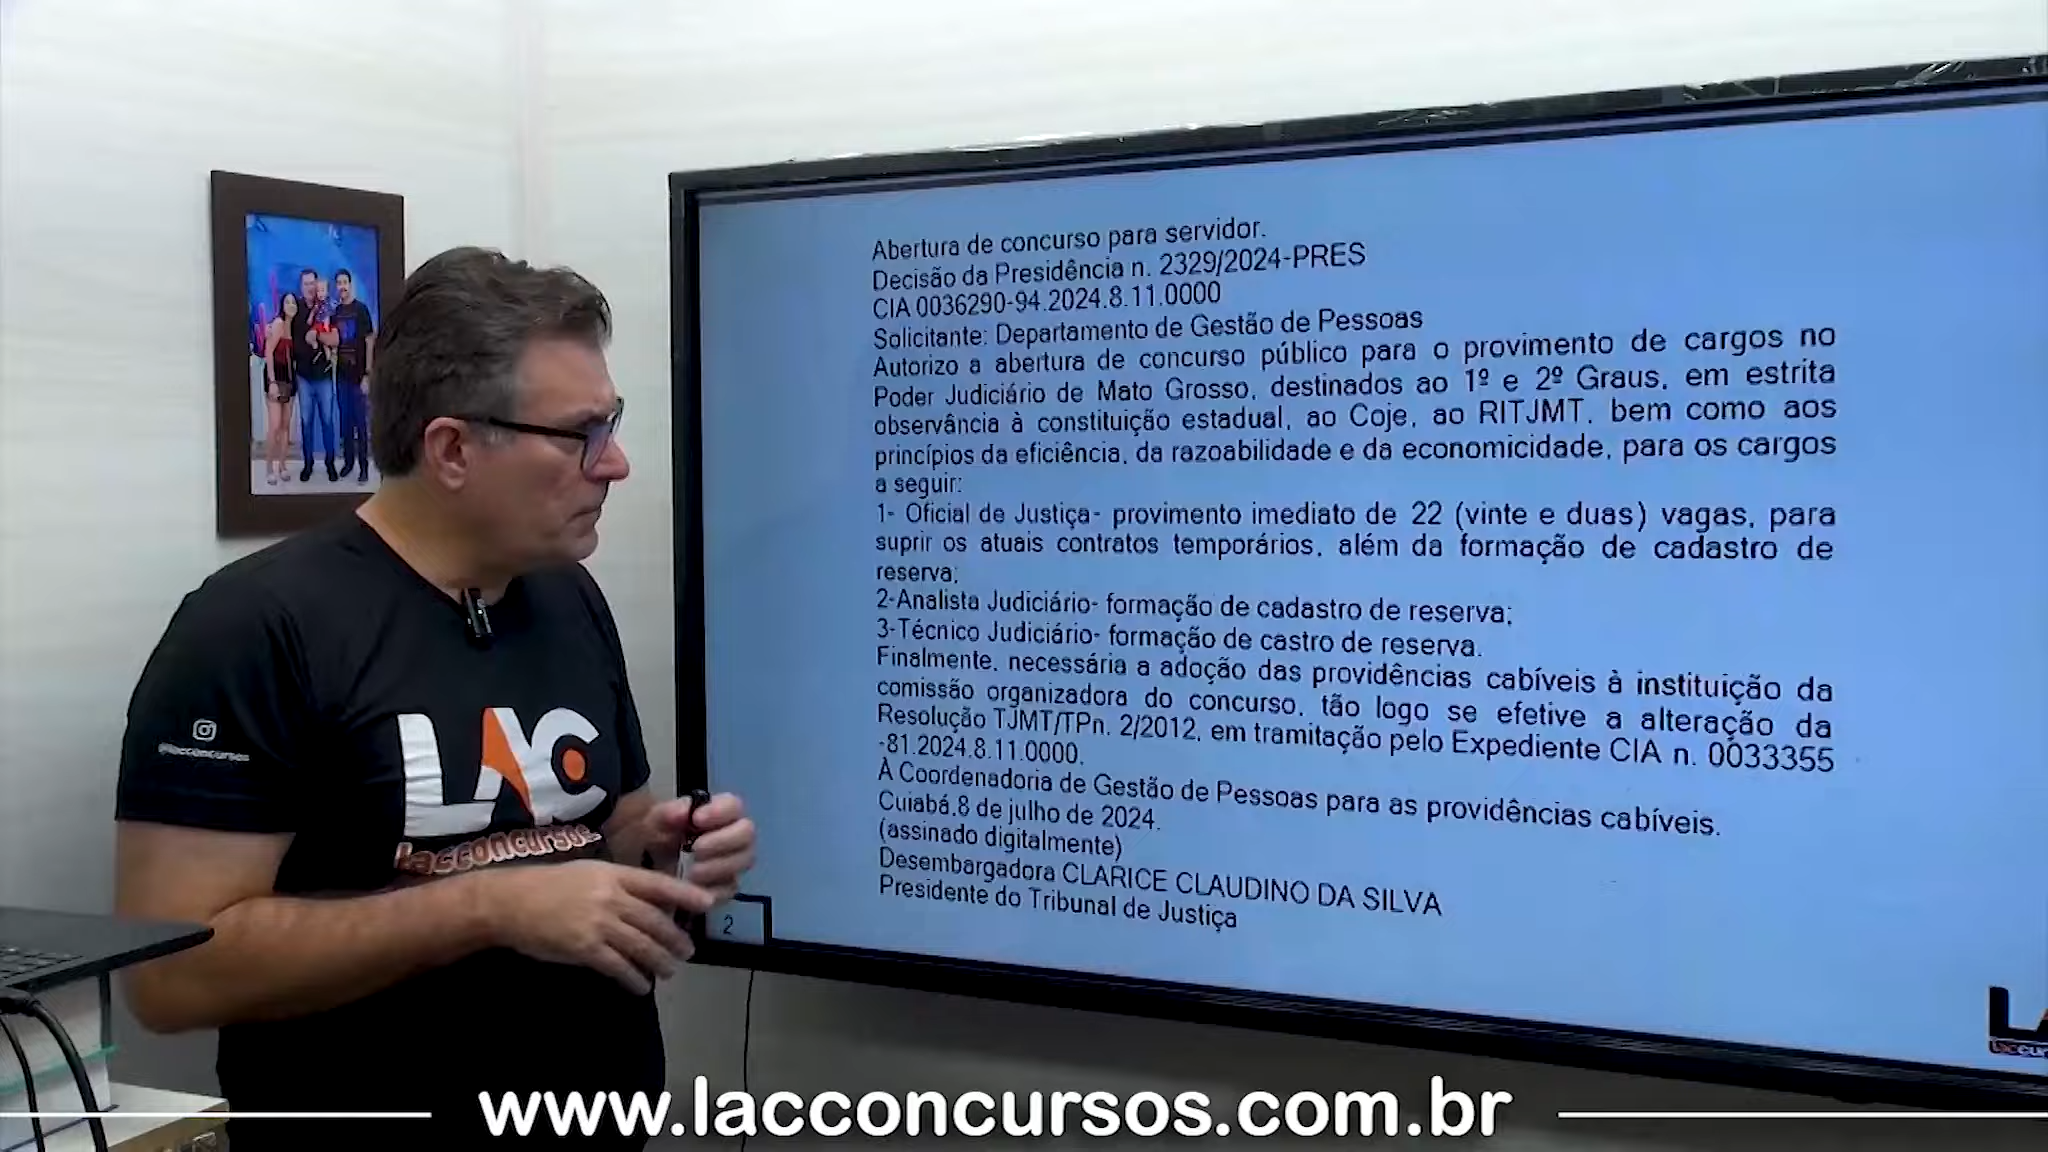 Abertura de concurso para servidor.
Decisão da Presidência n. 2329/2024-PRES
CIA 0036290-94.2024.8.11.0000
Solicitante: Departamento de Gestão de Pessoas
Autorizo a abertura de concurso público para o provimento de cargos no
Poder Judiciário de Mato Grosso, destinados ao 1º e 2º Graus, em estrita
observância à constituição estadual, ao Coje, ao RITJMT, bem como aos
princípios da eficiência, da razoabilidade e da economicidade, para os cargos
a seguir:
1- Oficial de Justiça- provimento imediato de 22 (vinte e duas) vagas, para
suprir os atuais contratos temporários, além da formação de cadastro de
reserva;
2-Analista Judiciário- formação de cadastro de reserva;
3-Técnico Judiciário- formação de castro de reserva.
Finalmente, necessária a adoção das providências cabíveis à instituição da
comissão organizadora do concurso, tão logo se efetive a alteração da
Resolução TJMT/TPn. 2/2012, em tramitação pelo Expediente CIA n. 0033355
-81.2024.8.11.0000.
À Coordenadoria de Gestão de Pessoas para as providências cabíveis.
Cuiabá,8 de julho de 2024.
(assinado digitalmente)
Desembargadora CLARICE CLAUDINO DA SILVA
Presidente do Tribunal de Justiça
2
@lacconcursos
LAC
lacconcursos
www.lacconcursos.com.br